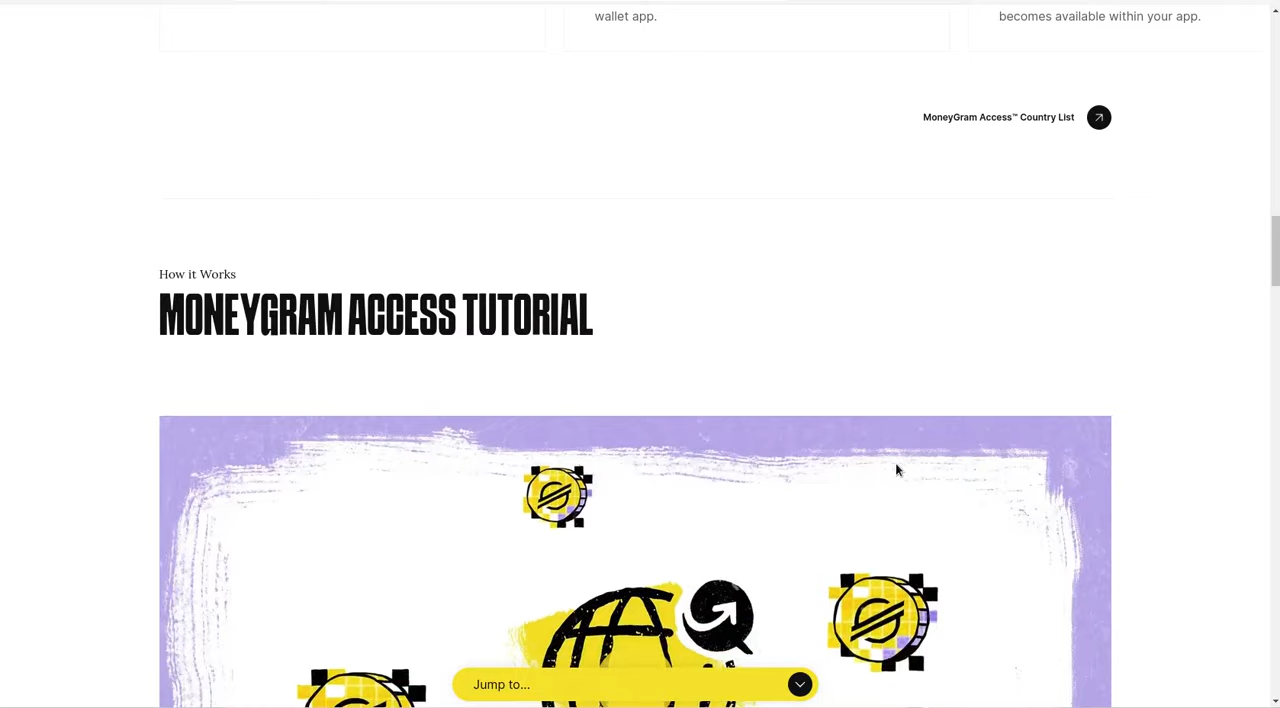 wallet app.
becomes available within your app.
MoneyGram Access™ Country List
How it Works
MONEYGRAM ACCESS TUTORIAL
Jump to...